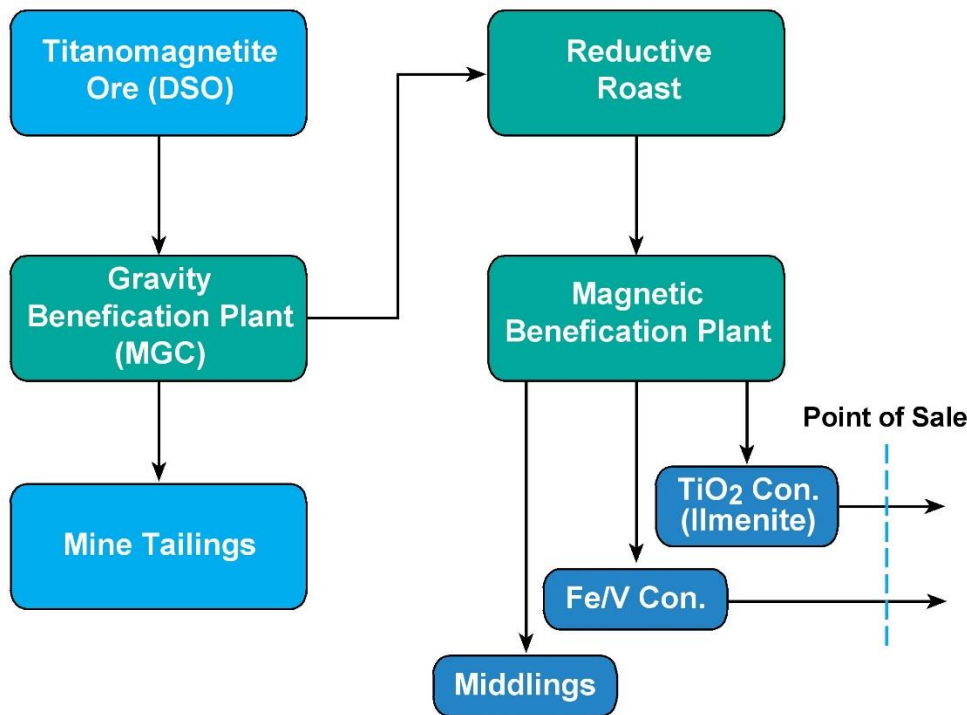 Titanomagnetite
Ore (DSO)
Reductive
Roast
Gravity
Benefication Plant
(MGC)
Magnetic
Benefication Plant
Point of Sale
Mine Tailings
TiO₂ Con.
(Ilmenite)
Fe/V Con.
Middlings